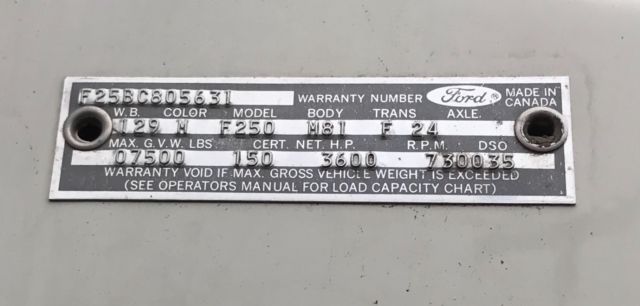 F25BC805631 WARRANTY NUMBER Ford ® MADE IN CANADA
W.B. COLOR MODEL BODY TRANS AXLE.
129 M F250 M81 F 24
MAX. G.V.W. LBS. CERT. NET. H.P. R.P.M. DSO
07500 150 3600 730035
WARRANTY VOID IF MAX. GROSS VEHICLE WEIGHT IS EXCEEDED
(SEE OPERATORS MANUAL FOR LOAD CAPACITY CHART)